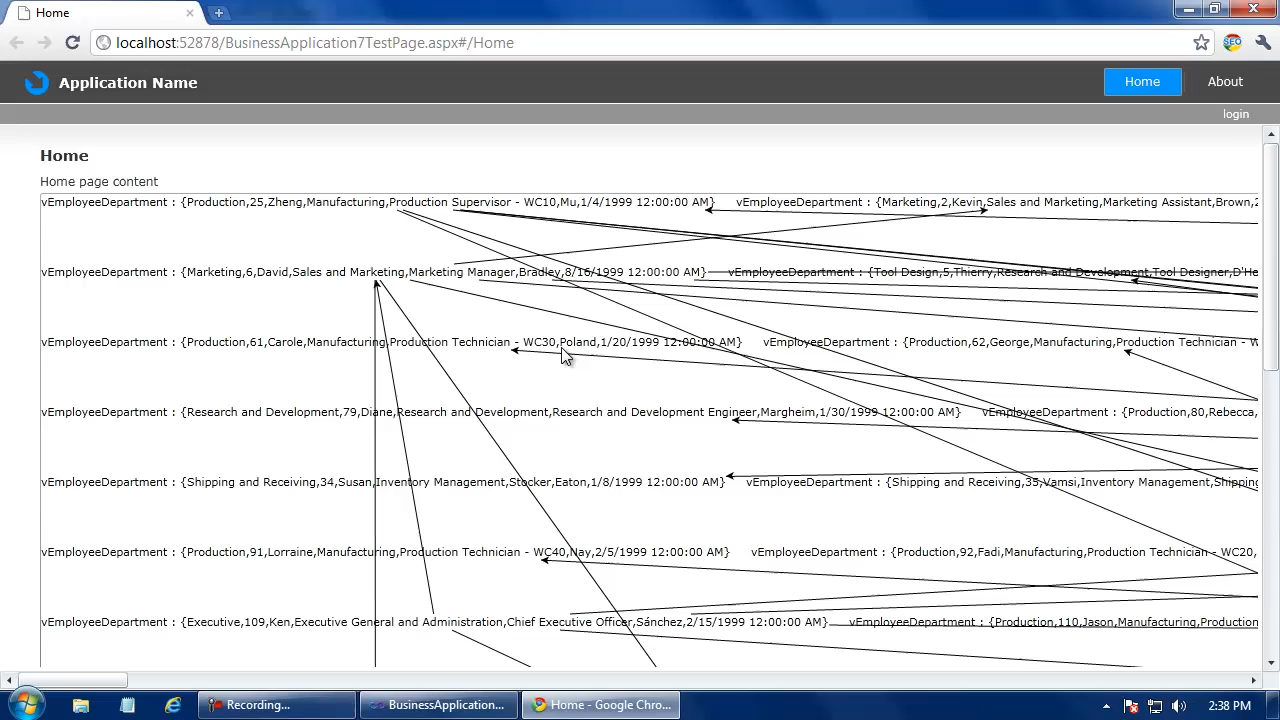 Home
localhost:52878/BusinessApplication7TestPage.aspx#/Home
SEO
Application Name
Home
About
login
Home
Home page content
vEmployeeDepartment : {Production,25,Zheng,Manufacturing,Production Supervisor - WC10,Mu,1/4/1999 12:00:00 AM} vEmployeeDepartment : {Marketing,2,Kevin,Sales and Marketing,Marketing Assistant,Brown,2
vEmployeeDepartment : {Marketing,6,David,Sales and Marketing,Marketing Manager,Bradley,8/16/1999 12:00:00 AM} vEmployeeDepartment : {Tool Design,5,Thierry,Research and Development,Tool Designer,D'He
vEmployeeDepartment : {Production,61,Carole,Manufacturing,Production Technician - WC30,Poland,1/20/1999 12:00:00 AM} vEmployeeDepartment : {Production,62,George,Manufacturing,Production Technician - W
vEmployeeDepartment : {Research and Development,79,Diane,Research and Development,Research and Development Engineer,Margheim,1/30/1999 12:00:00 AM} vEmployeeDepartment : {Production,80,Rebecca,
vEmployeeDepartment : {Shipping and Receiving,34,Susan,Inventory Management,Stocker,Eaton,1/8/1999 12:00:00 AM} vEmployeeDepartment : {Shipping and Receiving,35,Vamsi,Inventory Management,Shipping
vEmployeeDepartment : {Production,91,Lorraine,Manufacturing,Production Technician - WC40,Nay,2/5/1999 12:00:00 AM} vEmployeeDepartment : {Production,92,Fadi,Manufacturing,Production Technician - WC20,
vEmployeeDepartment : {Executive,109,Ken,Executive General and Administration,Chief Executive Officer,Sánchez,2/15/1999 12:00:00 AM} vEmployeeDepartment : {Production,110,Jason,Manufacturing,Production
Recording...
BusinessApplication...
Home - Google Chro...
2:38 PM